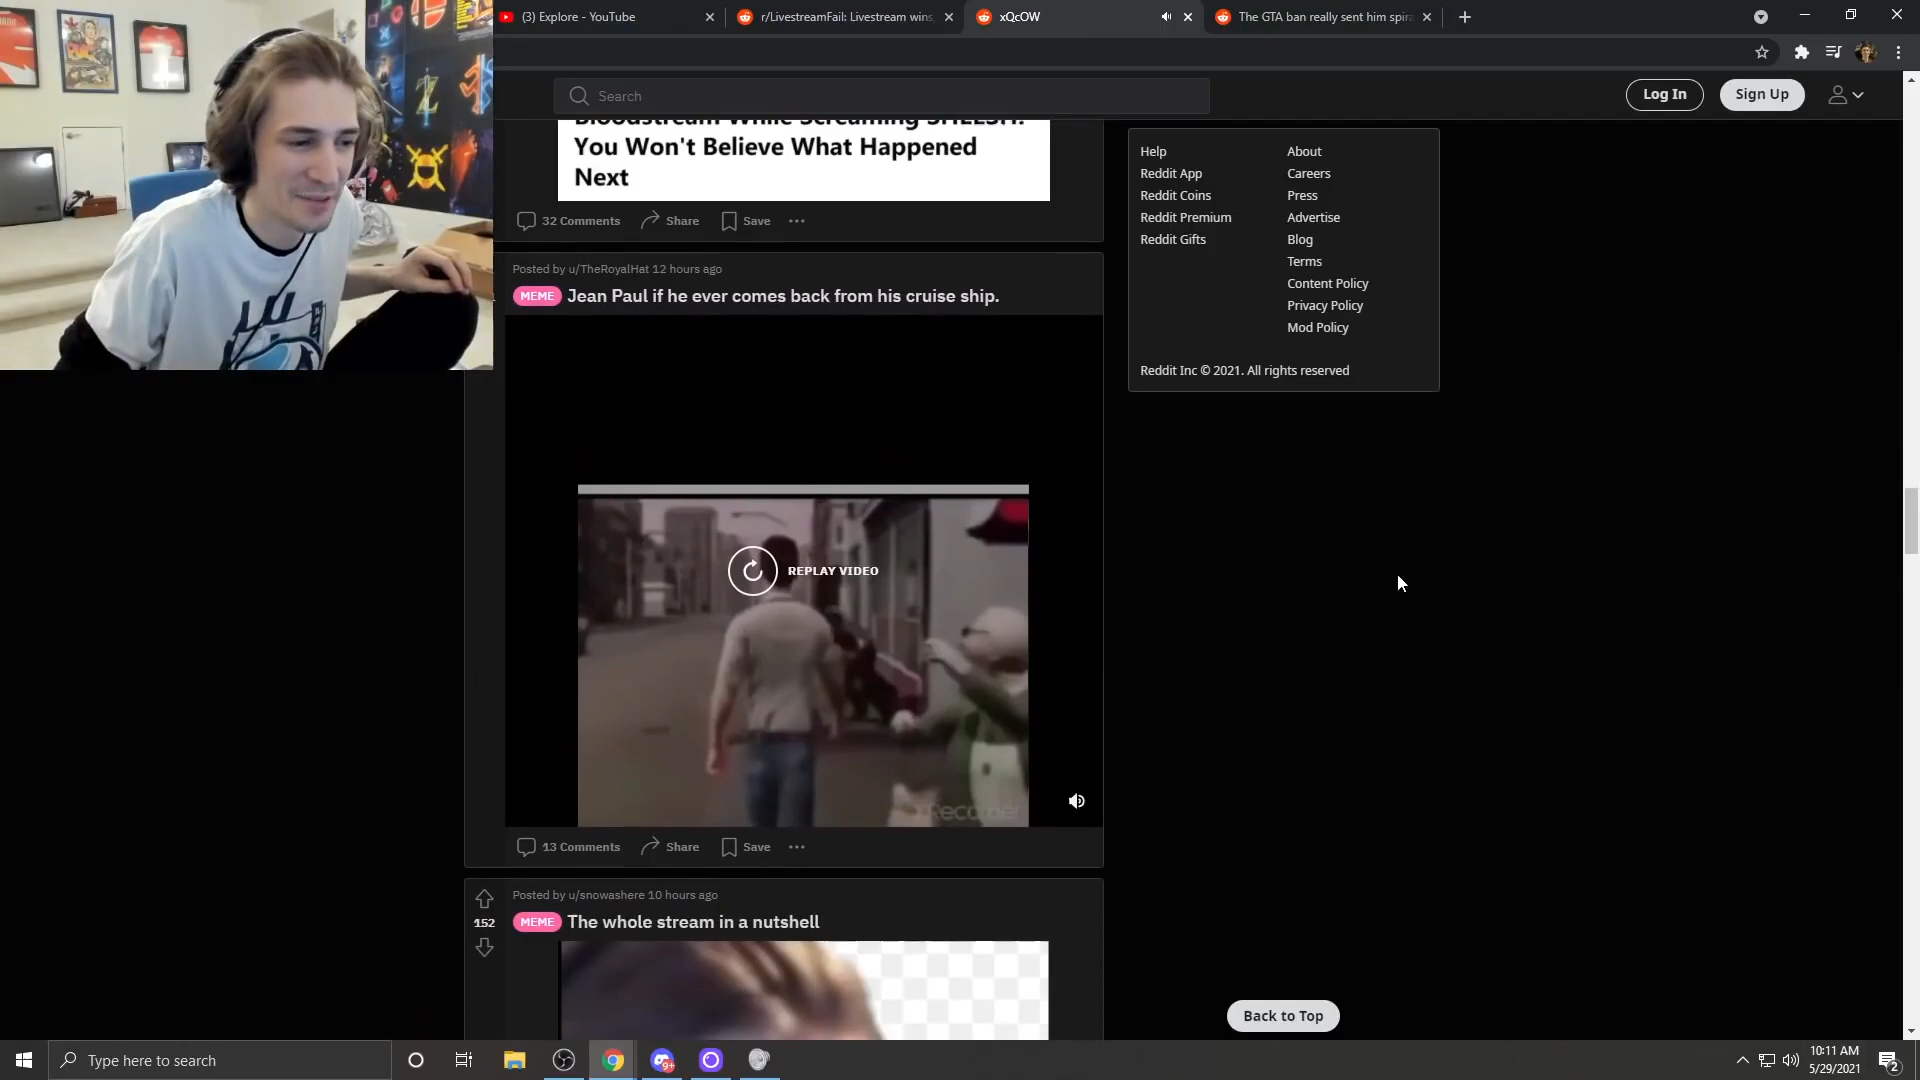 (3) Explore - YouTube
r/LivestreamFail: Livestream wins,
xQcOW
The GTA ban really sent him spira
Search
Log In
Sign Up
You Won't Believe What Happened
Next
32 Comments
Share
Save
Posted by u/TheRoyalHat 12 hours ago
MEME
Jean Paul if he ever comes back from his cruise ship.
REPLAY VIDEO
13 Comments
Share
Save
152
Posted by u/snowashere 10 hours ago
MEME
The whole stream in a nutshell
Help
Reddit App
Reddit Coins
Reddit Premium
Reddit Gifts
About
Careers
Press
Advertise
Blog
Terms
Content Policy
Privacy Policy
Mod Policy
Reddit Inc © 2021. All rights reserved
Back to Top
Type here to search
9+
10:11 AM
5/29/2021
2